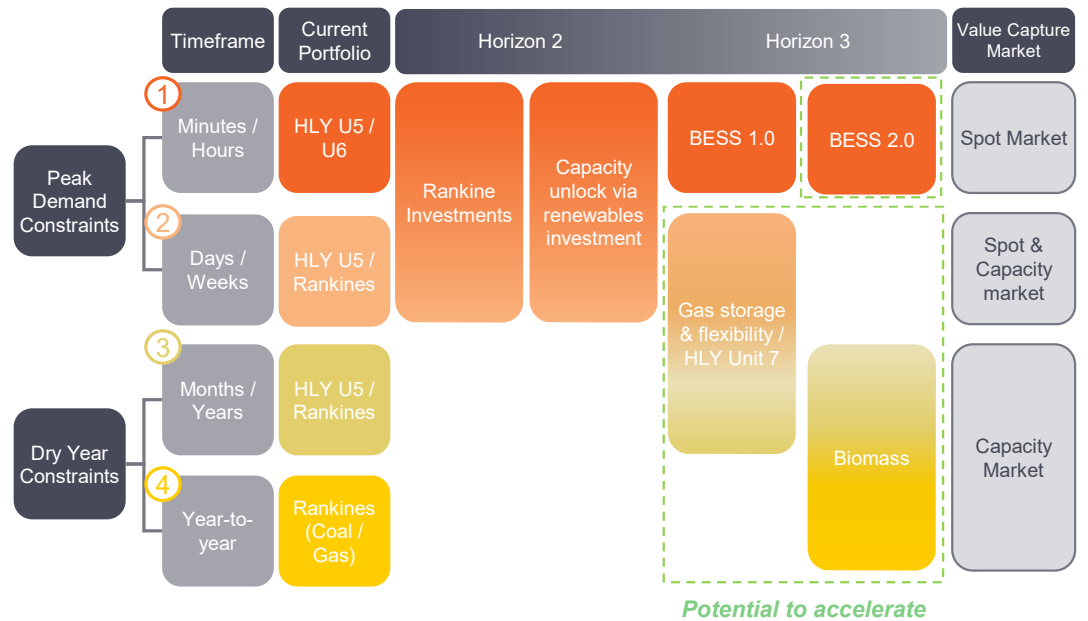 Timeframe
Current
Portfolio
Horizon 2
Horizon 3
Value Capture
Market
Peak
Demand
Constraints
1
Minutes /
Hours
HLY U5 /
U6
Rankine
Investments
Capacity
unlock via
renewables
investment
BESS 1.0
BESS 2.0
Spot Market
2
Days /
Weeks
HLY U5 /
Rankines
Gas storage
& flexibility /
HLY Unit 7
Spot &
Capacity
market
Dry Year
Constraints
3
Months /
Years
HLY U5 /
Rankines
Biomass
Capacity
Market
4
Year-to-
year
Rankines
(Coal /
Gas)
Potential to accelerate